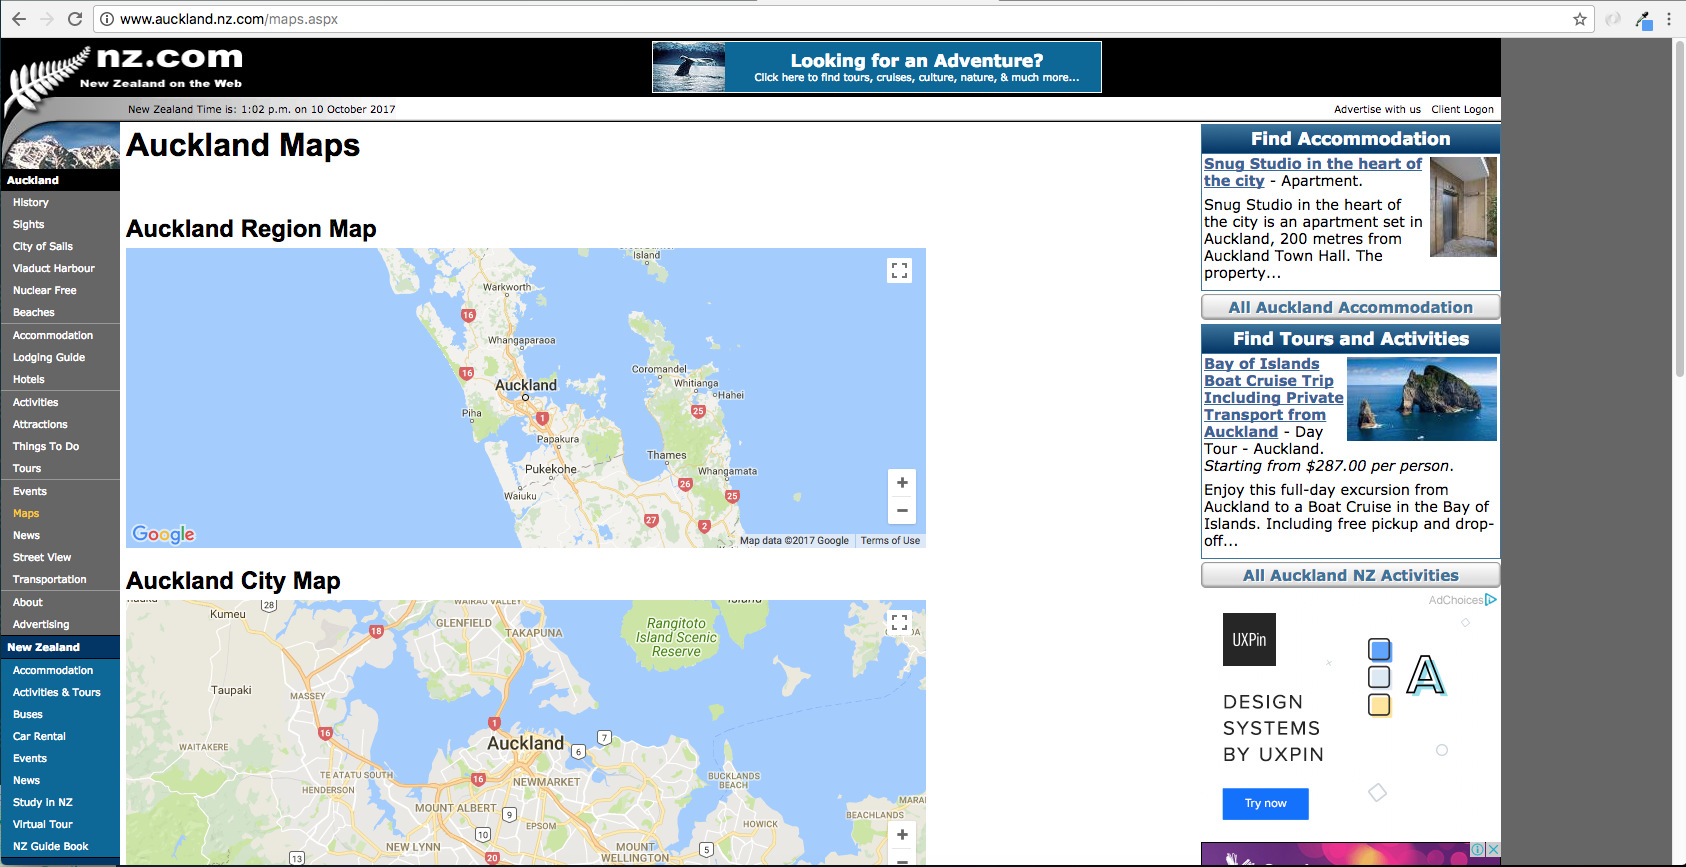 www.auckland.nz.com/maps.aspx
nz.com
New Zealand on the Web
Looking for an Adventure?
Click here to find tours, cruises, culture, nature, & much more...
New Zealand Time is: 1:02 p.m. on 10 October 2017
Advertise with us Client Logon
Auckland
History
Sights
City of Sails
Viaduct Harbour
Nuclear Free
Beaches
Accommodation
Lodging Guide
Hotels
Activities
Attractions
Things To Do
Tours
Events
Maps
News
Street View
Transportation
About
Advertising
New Zealand
Accommodation
Activities & Tours
Buses
Car Rental
Events
News
Study in NZ
Virtual Tour
NZ Guide Book
Auckland Maps
Auckland Region Map
Island
Warkworth
16
Whangaparaoa
Coromandel
16
Whitianga
Auckland
Hahei
25
Piha
1
Papakura
Thames
Pukekohe
Whangamata
26
Waiuku
25
27
2
Google
Map data ©2017 Google Terms of Use
Auckland City Map
28
WAIRAU VALLEY
Island
Kumeu
GLENFIELD
18
TAKAPUNA
Rangitoto
Island Scenic
Reserve
Taupaki
MASSEY
1
16
7
WAITAKERE
Auckland
6
TE ATATU SOUTH
BUCKLANDS
BEACH
16
NEWMARKET
HENDERSON
MOUNT ALBERT
9
BEACHLANDS
EPSOM
HOWICK
10
NEW LYNN
MOUNT
WELLINGTON
5
13
20
Find Accommodation
Snug Studio in the heart of
the city - Apartment.
Snug Studio in the heart of
the city is an apartment set in
Auckland, 200 metres from
Auckland Town Hall. The
property...
All Auckland Accommodation
Find Tours and Activities
Bay of Islands
Boat Cruise Trip
Including Private
Transport from
Auckland - Day
Tour - Auckland.
Starting from $287.00 per person.
Enjoy this full-day excursion from
Auckland to a Boat Cruise in the Bay of
Islands. Including free pickup and drop-
off...
All Auckland NZ Activities
AdChoices
UXPin
A
DESIGN
SYSTEMS
BY UXPIN
Try now